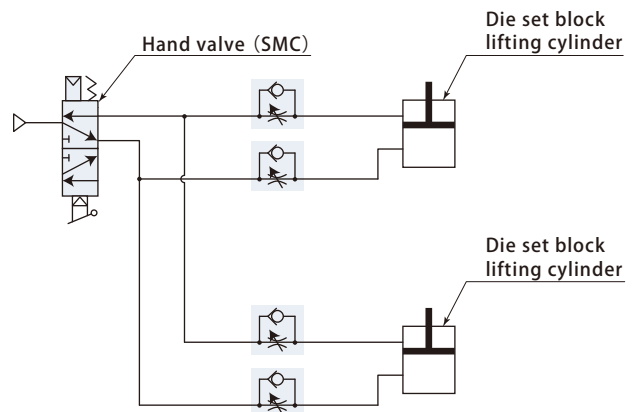 Die set block
lifting cylinder
Hand valve（SMC）
Die set block
lifting cylinder